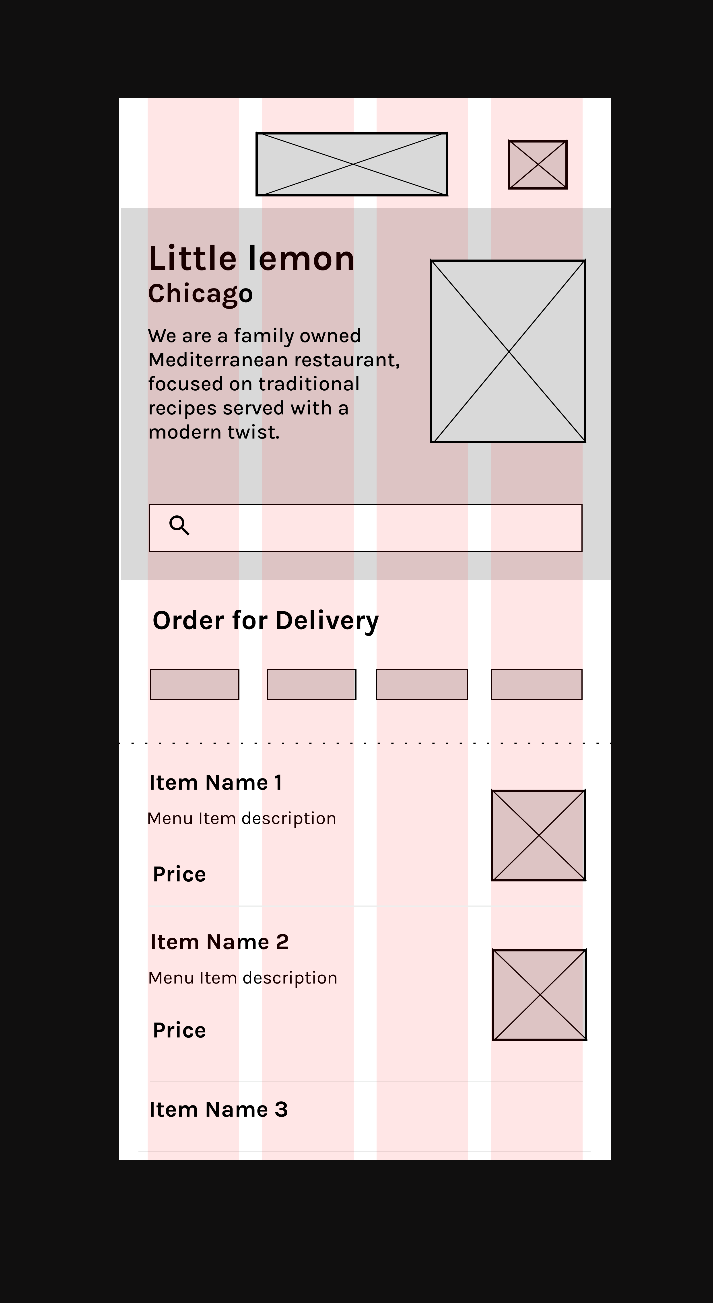 Little lemon
Chicago
We are a family owned
Mediterranean restaurant,
focused on traditional
recipes served with a
modern twist.
Order for Delivery
Item Name 1
Menu Item description
Price
Item Name 2
Menu Item description
Price
Item Name 3